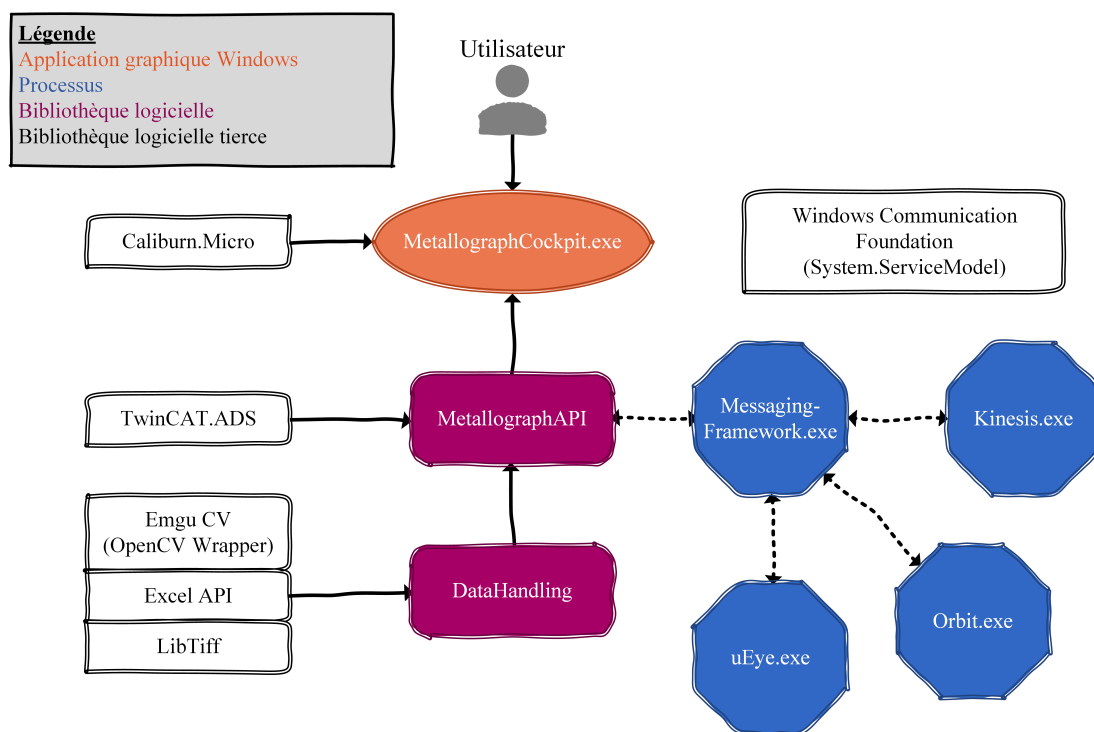 Légende
Application graphique Windows
Processus
Bibliothèque logicielle
Bibliothèque logicielle tierce
Utilisateur
Caliburn.Micro
MetallographCockpit.exe
Windows Communication
Foundation
(System.ServiceModel)
TwinCAT.ADS
MetallographAPI
Messaging-
Framework.exe
Kinesis.exe
Emgu CV
(OpenCV Wrapper)
Excel API
LibTiff
DataHandling
uEye.exe
Orbit.exe